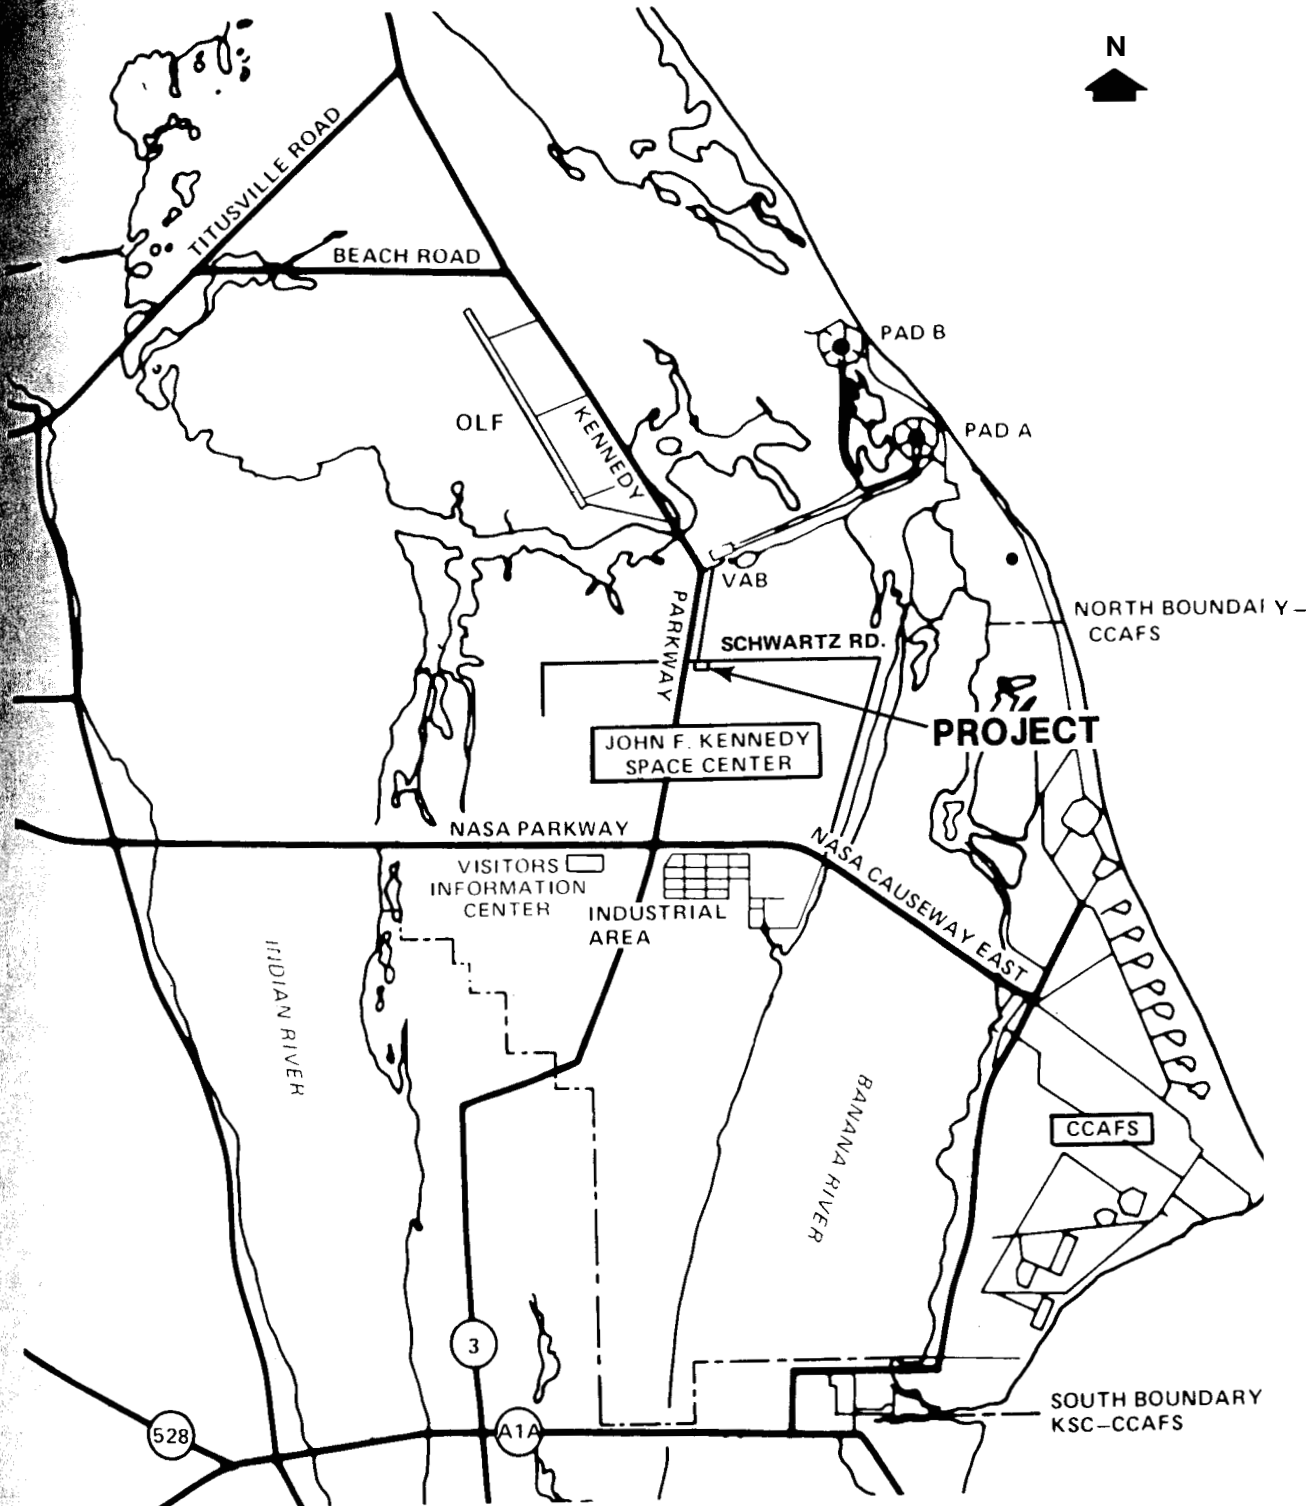 N
TITUSVILLE ROAD
BEACH ROAD
PAD B
PAD A
OLF
KENNEDY
VAB
PARKWAY
NORTH BOUNDARY–
CCAFS
SCHWARTZ RD.
PROJECT
JOHN F. KENNEDY
SPACE CENTER
NASA PARKWAY
NASA CAUSEWAY EAST
VISITORS
INFORMATION
CENTER
INDUSTRIAL
AREA
INDIAN RIVER
BANANA RIVER
CCAFS
3
528
A1A
SOUTH BOUNDARY
KSC–CCAFS